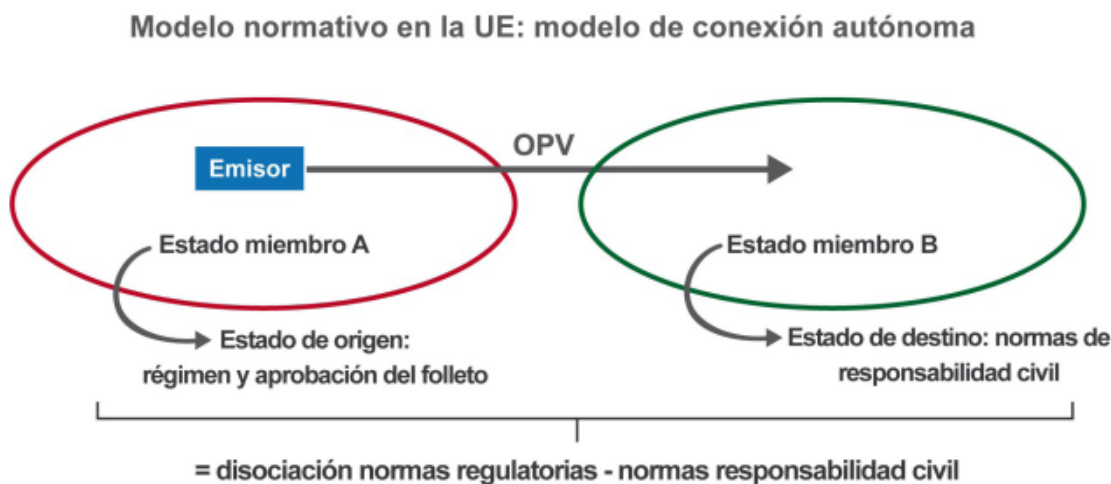 Modelo normativo en la UE: modelo de conexión autónoma
OPV
Emisor
Estado miembro A
Estado miembro B
Estado de origen:
régimen y aprobación del folleto
Estado de destino: normas de
responsabilidad civil
= disociación normas regulatorias - normas responsabilidad civil